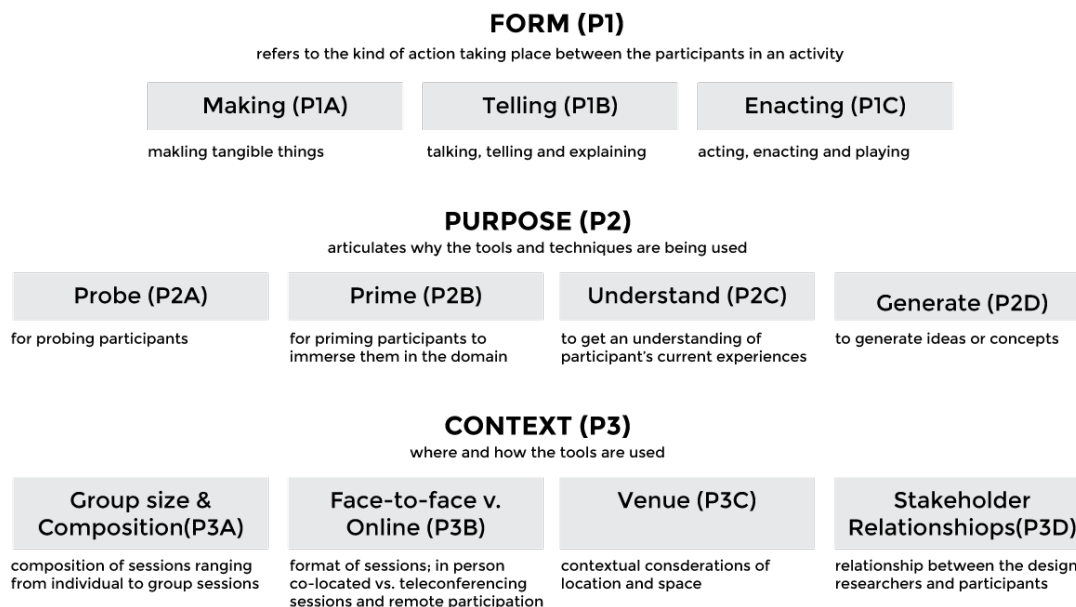 FORM (P1)
refers to the kind of action taking place between the participants in an activity
Making (P1A)
Telling (P1B)
Enacting (P1C)
makling tangible things
talking, telling and explaining
acting, enacting and playing
PURPOSE (P2)
articulates why the tools and techniques are being used
Probe (P2A)
Prime (P2B)
Understand (P2C)
Generate (P2D)
for probing participants
for priming participants to
immerse them in the domain
to get an understanding of
participant's current experiences
to generate ideas or concepts
CONTEXT (P3)
where and how the tools are used
Group size &
Composition(P3A)
Face-to-face v.
Online (P3B)
Venue (P3C)
Stakeholder
Relationshiops(P3D)
composition of sessions ranging
from individual to group sessions
format of sessions; in person
co-located vs. teleconferencing
sessions and remote participation
contextual considerations of
location and space
relationship between the design
researchers and participants